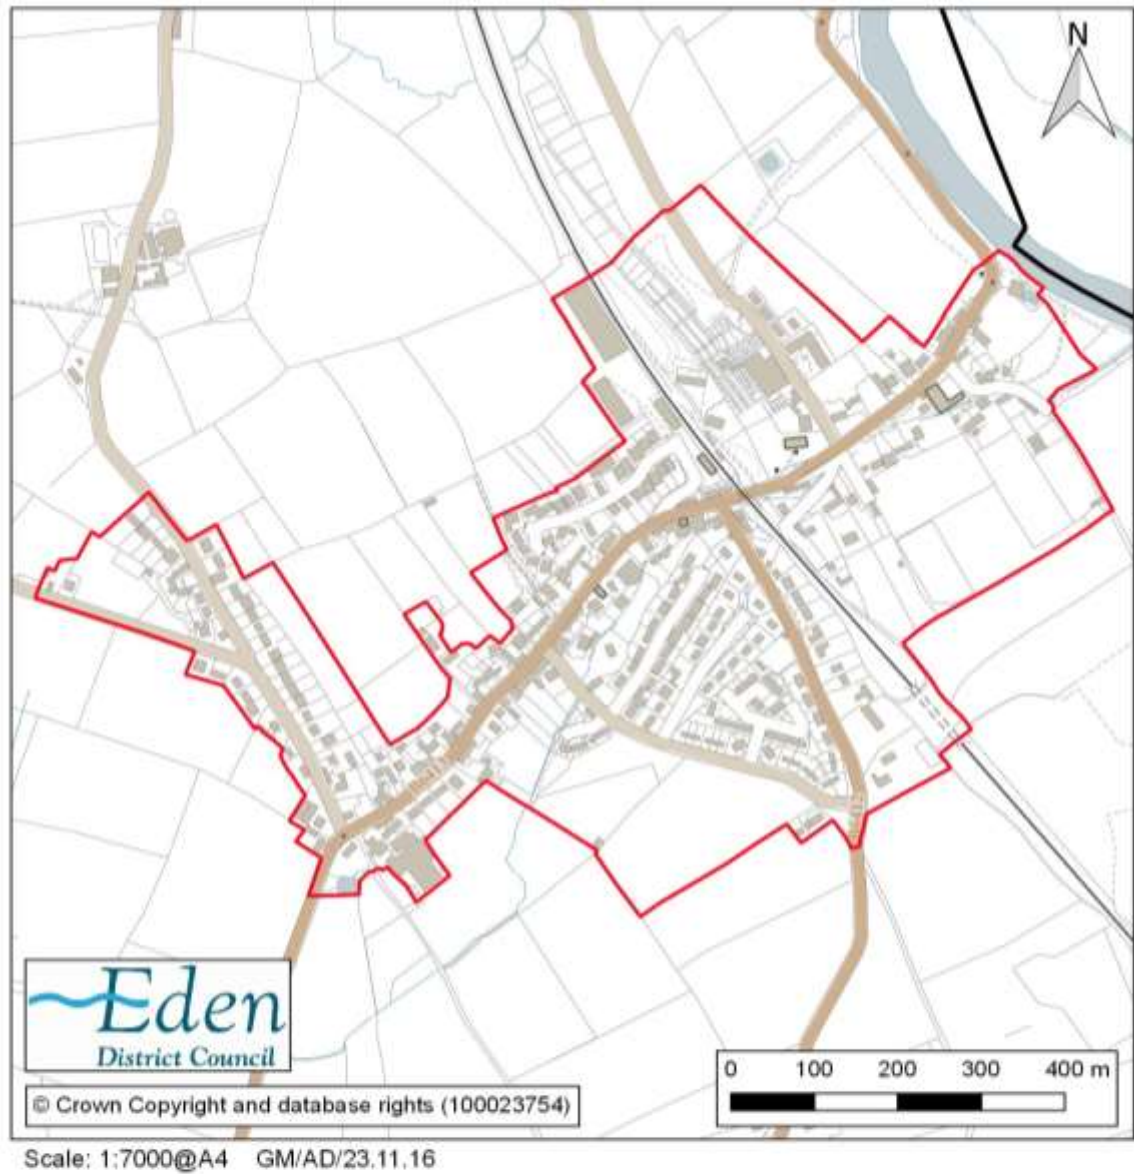 N
Eden
District Council
© Crown Copyright and database rights (100023754)
0 100 200 300 400 m
Scale: 1:7000@A4 GM/AD/23.11.16